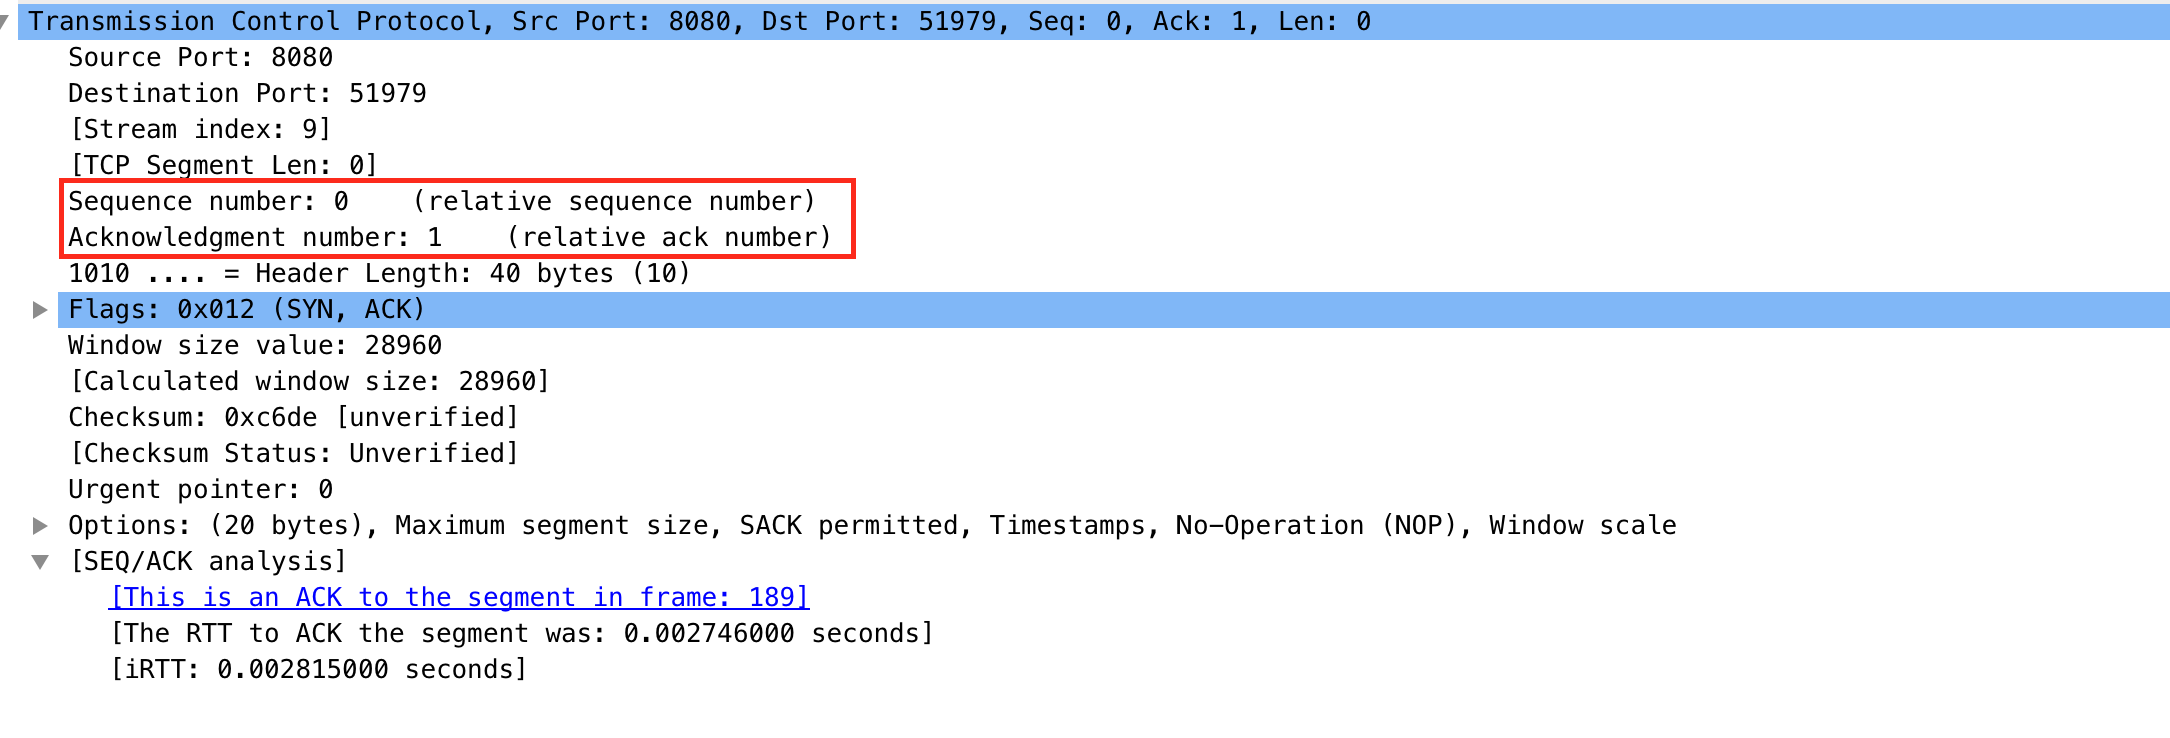 Transmission Control Protocol, Src Port: 8080, Dst Port: 51979, Seq: 0, Ack: 1, Len: 0
Source Port: 8080
Destination Port: 51979
[Stream index: 9]
[TCP Segment Len: 0]
Sequence number: 0    (relative sequence number)
Acknowledgment number: 1    (relative ack number)
1010 .... = Header Length: 40 bytes (10)
Flags: 0x012 (SYN, ACK)
Window size value: 28960
[Calculated window size: 28960]
Checksum: 0xc6de [unverified]
[Checksum Status: Unverified]
Urgent pointer: 0
Options: (20 bytes), Maximum segment size, SACK permitted, Timestamps, No-Operation (NOP), Window scale
[SEQ/ACK analysis]
[This is an ACK to the segment in frame: 189]
[The RTT to ACK the segment was: 0.002746000 seconds]
[iRTT: 0.002815000 seconds]